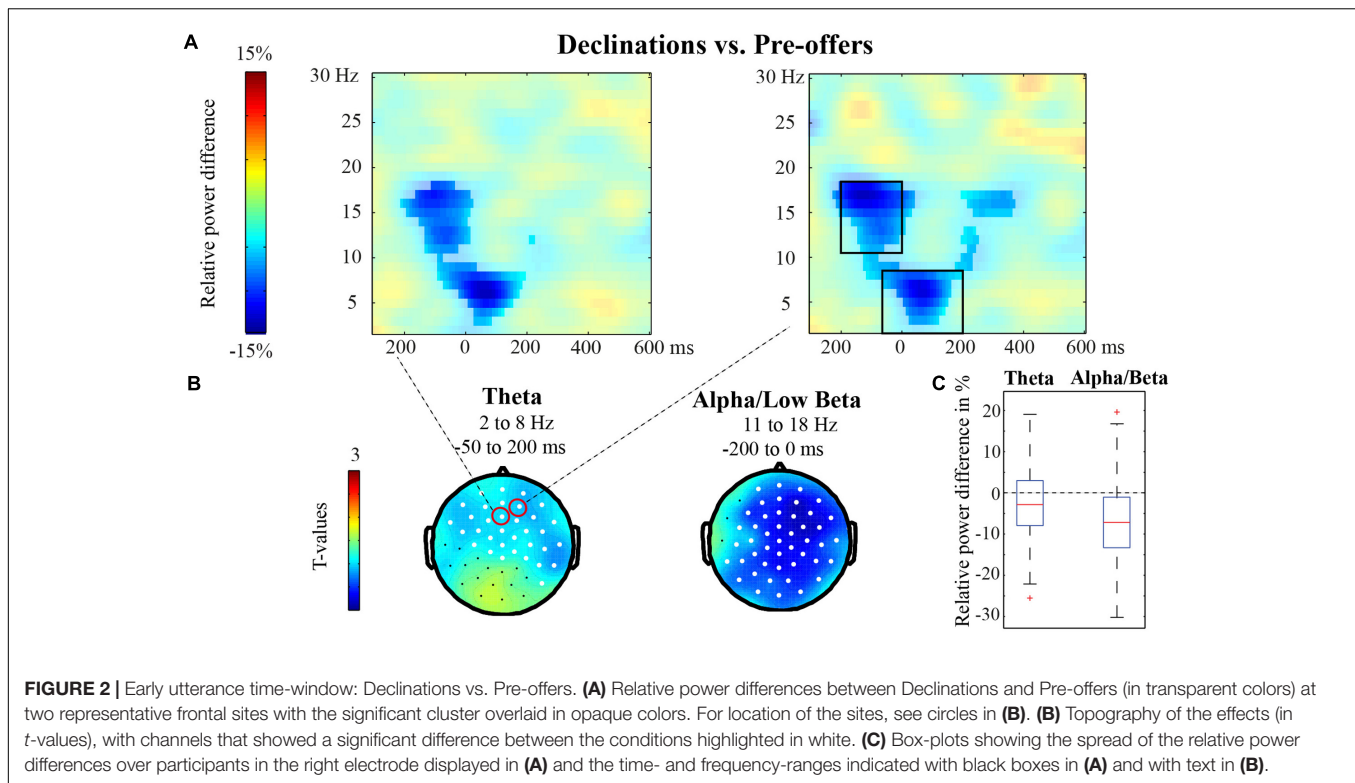 A
Declinations vs. Pre-offers
15%
Relative power difference
-15%
30 Hz
25
20
15
10
5
200 0 200 400 600 ms
30 Hz
25
20
15
10
5
200 0 200 400 600 ms
B
Theta
2 to 8 Hz
-50 to 200 ms
Alpha/Low Beta
11 to 18 Hz
-200 to 0 ms
3
T-values
C
Theta Alpha/Beta
Relative power difference in %
20
10
0
-10
-20
-30
FIGURE 2 | Early utterance time-window: Declinations vs. Pre-offers. (A) Relative power differences between Declinations and Pre-offers (in transparent colors) at
two representative frontal sites with the significant cluster overlaid in opaque colors. For location of the sites, see circles in (B). (B) Topography of the effects (in
t-values), with channels that showed a significant difference between the conditions highlighted in white. (C) Box-plots showing the spread of the relative power
differences over participants in the right electrode displayed in (A) and the time- and frequency-ranges indicated with black boxes in (A) and with text in (B).